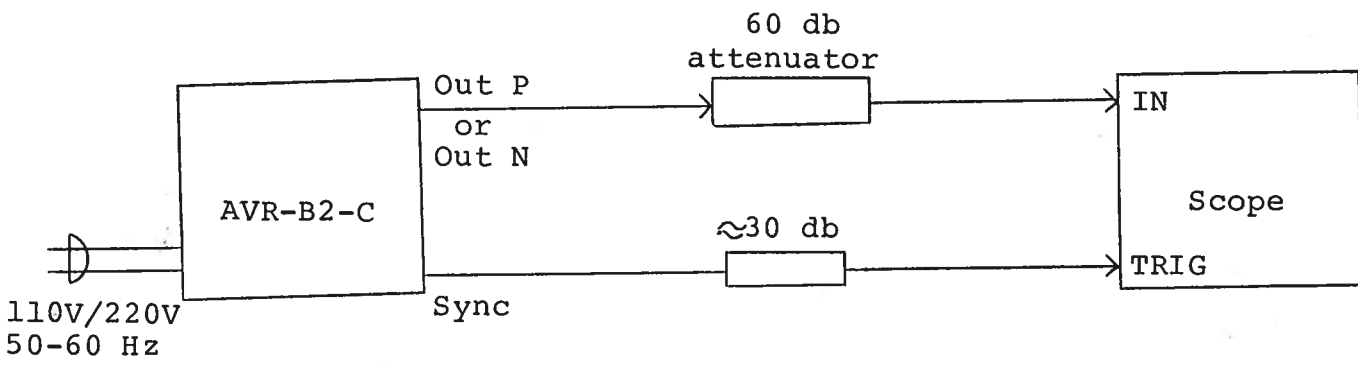 60 db
attenuator
Out P
or
Out N
IN
AVR-B2-C
Scope
≈30 db
TRIG
Sync
110V/220V
50-60 Hz